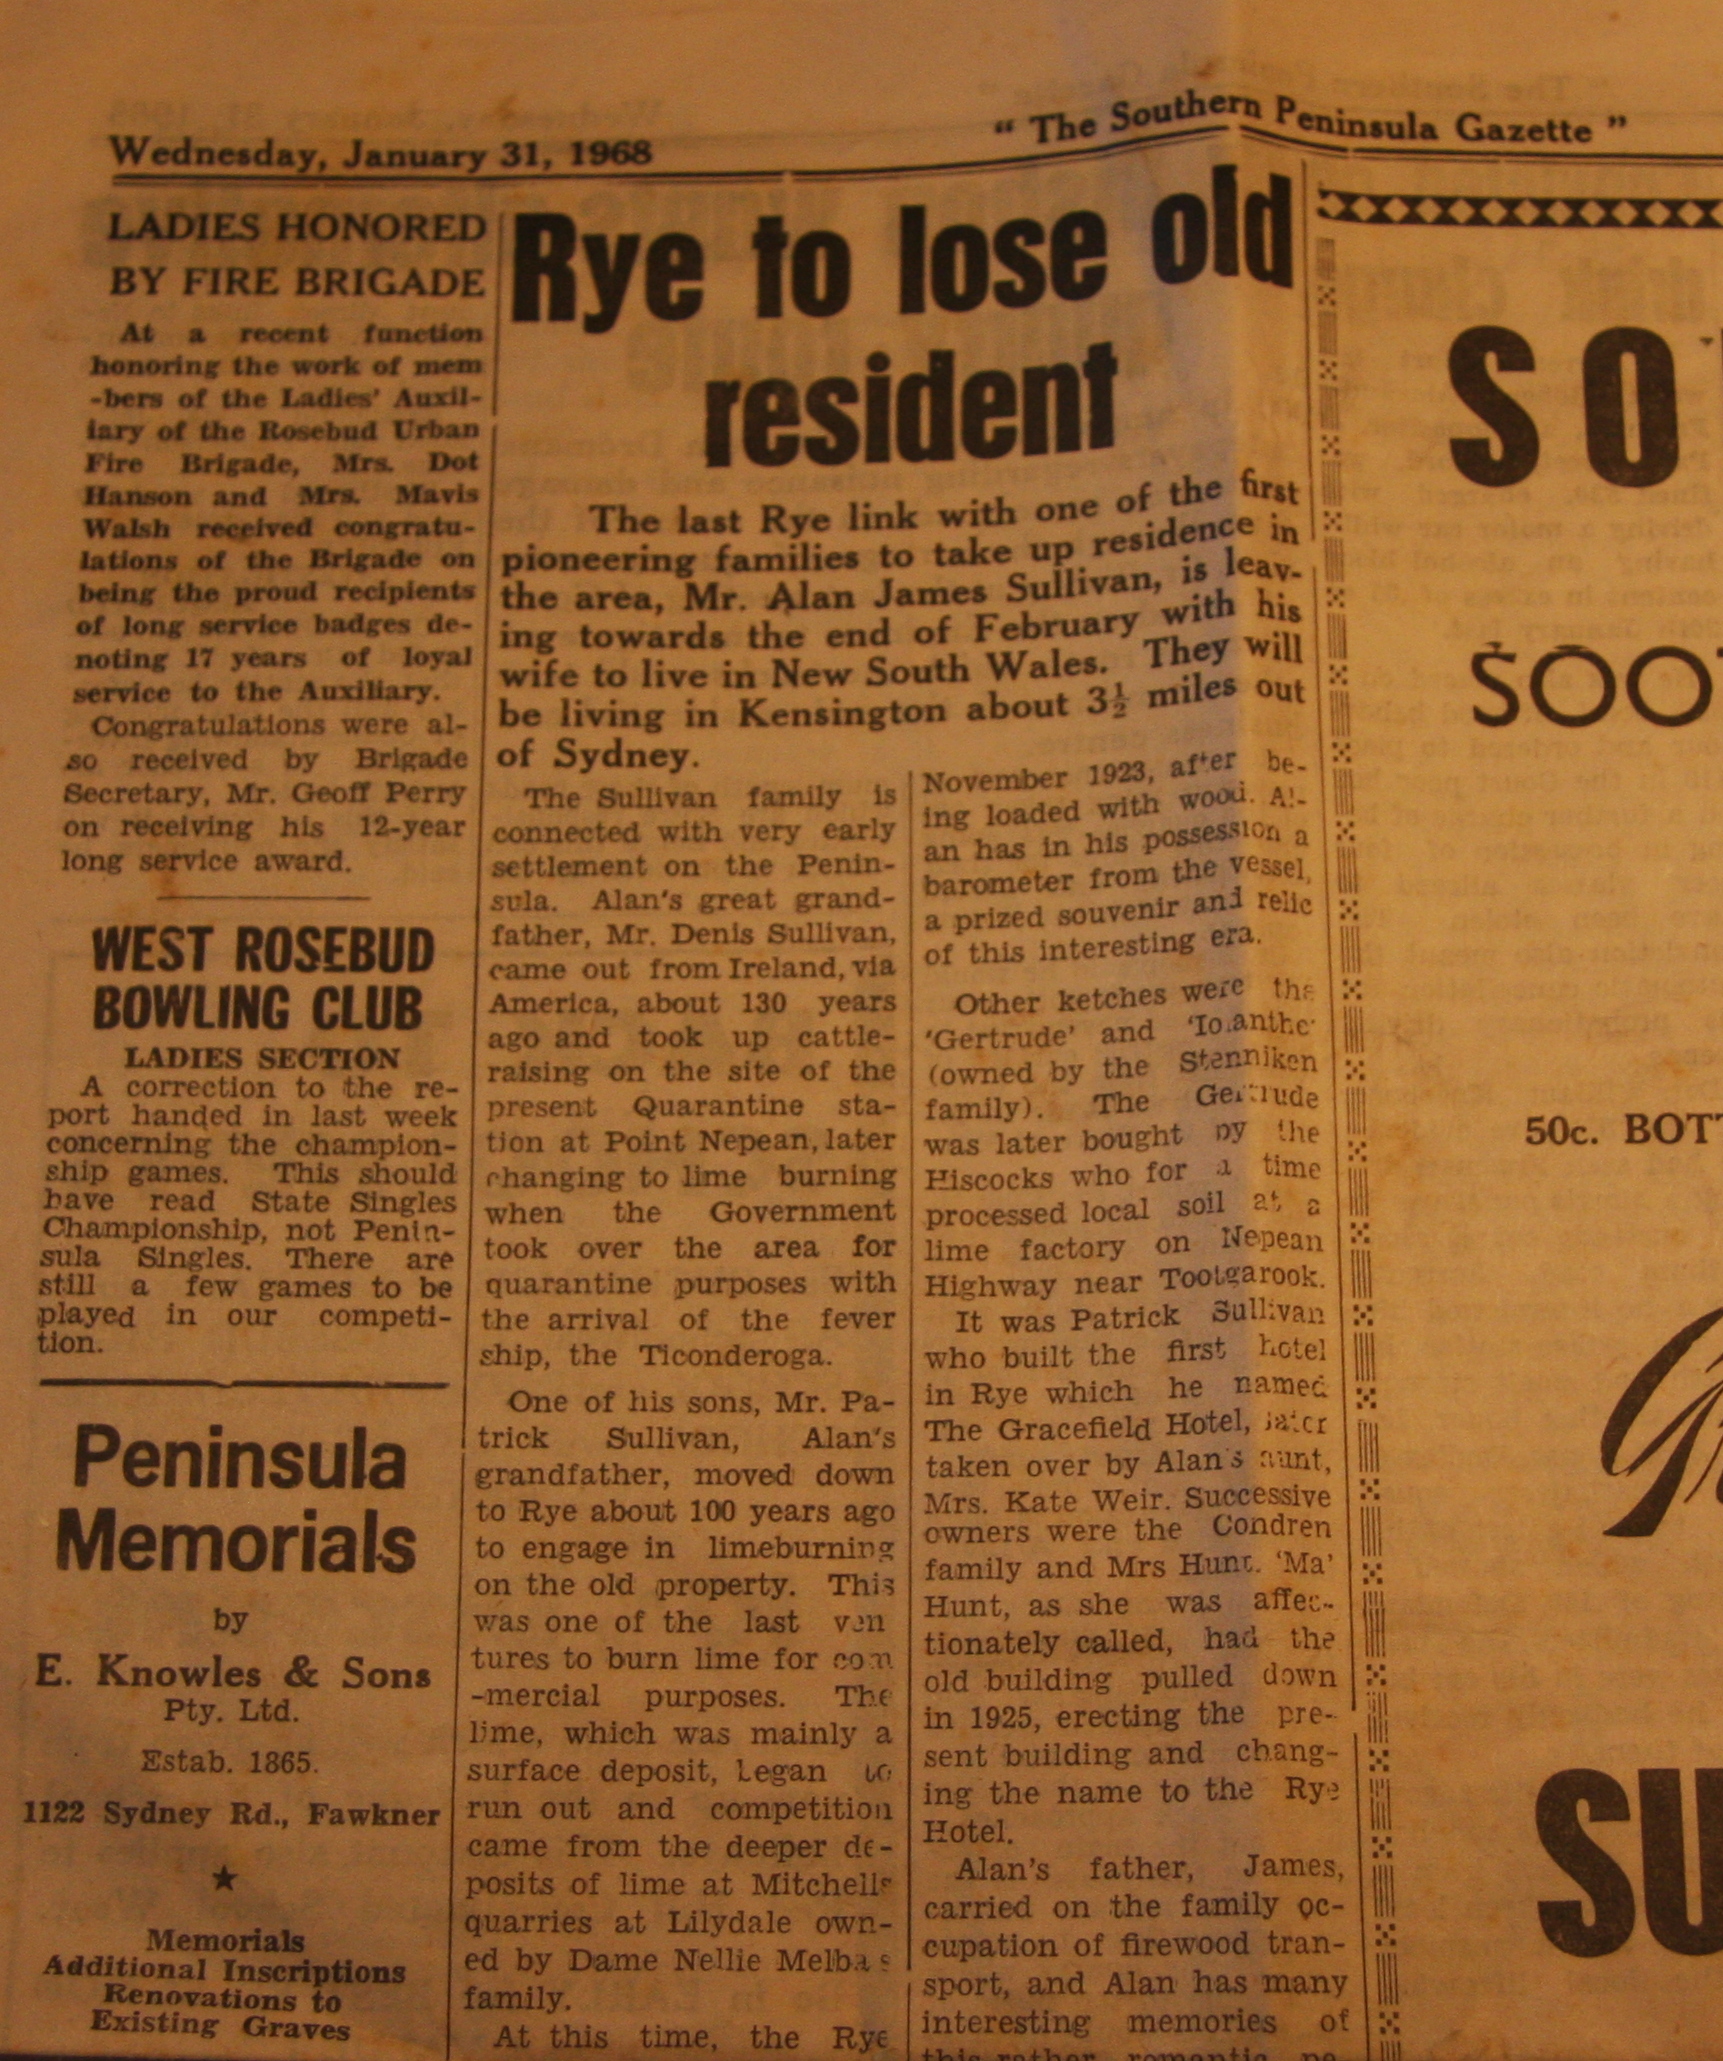 Wednesday, January 31, 1968
" The Southern Peninsula Gazette "
LADIES HONORED
BY FIRE BRIGADE
At a recent function
honoring the work of mem
-bers of the Ladies' Auxil-
iary of the Rosebud Urban
Fire Brigade, Mrs. Dot
Hanson and Mrs. Mavis
Walsh received congratu-
lations of the Brigade on
being the proud recipients
of long service badges de-
noting 17 years of loyal
service to the Auxiliary.
Congratulations were al-
so received by Brigade
Secretary, Mr. Geoff Perry
on receiving his 12-year
long service award.
WEST ROSEBUD
BOWLING CLUB
LADIES SECTION
A correction to the re-
port handed in last week
concerning the champion-
ship games. This should
have read State Singles
Championship, not Penin-
sula Singles. There are
still a few games to be
played in our competi-
tion.
Peninsula
Memorials
by
E. Knowles & Sons
Pty. Ltd.
Estab. 1865.
1122 Sydney Rd., Fawkner
★
Memorials
Additional Inscriptions
Renovations to
Existing Graves
Rye to lose old
resident
The last Rye link with one of the first
pioneering families to take up residence in
the area, Mr. Alan James Sullivan, is leav-
ing towards the end of February with his
wife to live in New South Wales. They will
be living in Kensington about 3½ miles out
of Sydney.
The Sullivan family is
connected with very early
settlement on the Penin-
sula. Alan's great grand-
father, Mr. Denis Sullivan,
came out from Ireland, via
America, about 130 years
ago and took up cattle-
raising on the site of the
present Quarantine sta-
tion at Point Nepean, later
changing to lime burning
when the Government
took over the area for
quarantine purposes with
the arrival of the fever
ship, the Ticonderoga.
One of his sons, Mr. Pa-
trick Sullivan, Alan's
grandfather, moved down
to Rye about 100 years ago
to engage in limeburning
on the old property. This
was one of the last ven
tures to burn lime for com
-mercial purposes. The
lime, which was mainly a
surface deposit, began to
run out and competition
came from the deeper de-
posits of lime at Mitchells
quarries at Lilydale own-
ed by Dame Nellie Melba s
family.
At this time, the Rye
November 1923, after be-
ing loaded with wood. Al-
an has in his possession a
barometer from the vessel,
a prized souvenir and relic
of this interesting era.
Other ketches were the
'Gertrude' and 'Iolanthe'
(owned by the Stenniken
family). The Gertrude
was later bought by the
Hiscocks who for a time
processed local soil at a
lime factory on Nepean
Highway near Tootgarook.
It was Patrick Sullivan
who built the first hotel
in Rye which he named
The Gracefield Hotel, later
taken over by Alan's aunt,
Mrs. Kate Weir. Successive
owners were the Condren
family and Mrs Hunt. 'Ma'
Hunt, as she was affec-
tionately called, had the
old building pulled down
in 1925, erecting the pre-
sent building and chang-
ing the name to the Rye
Hotel.
Alan's father, James,
carried on the family oc-
cupation of firewood tran-
sport, and Alan has many
interesting memories of
this rather romantic pe-
SO
SOO
50c. BOT
SU